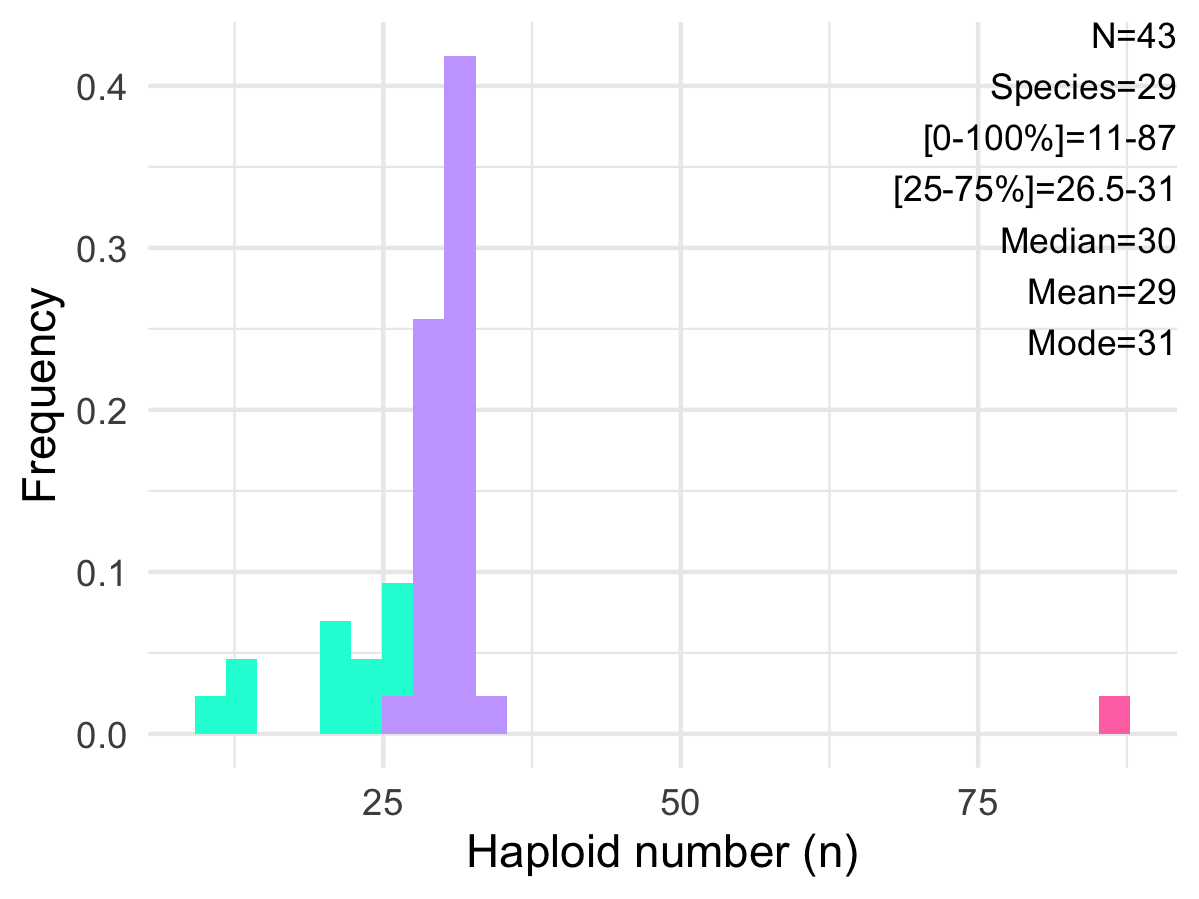 N=43
Species=29
[0-100%]=11-87
[25-75%]=26.5-31
Median=30
Mean=29
Mode=31
Frequency
0.4
0.3
0.2
0.1
0.0
25 50 75
Haploid number (n)